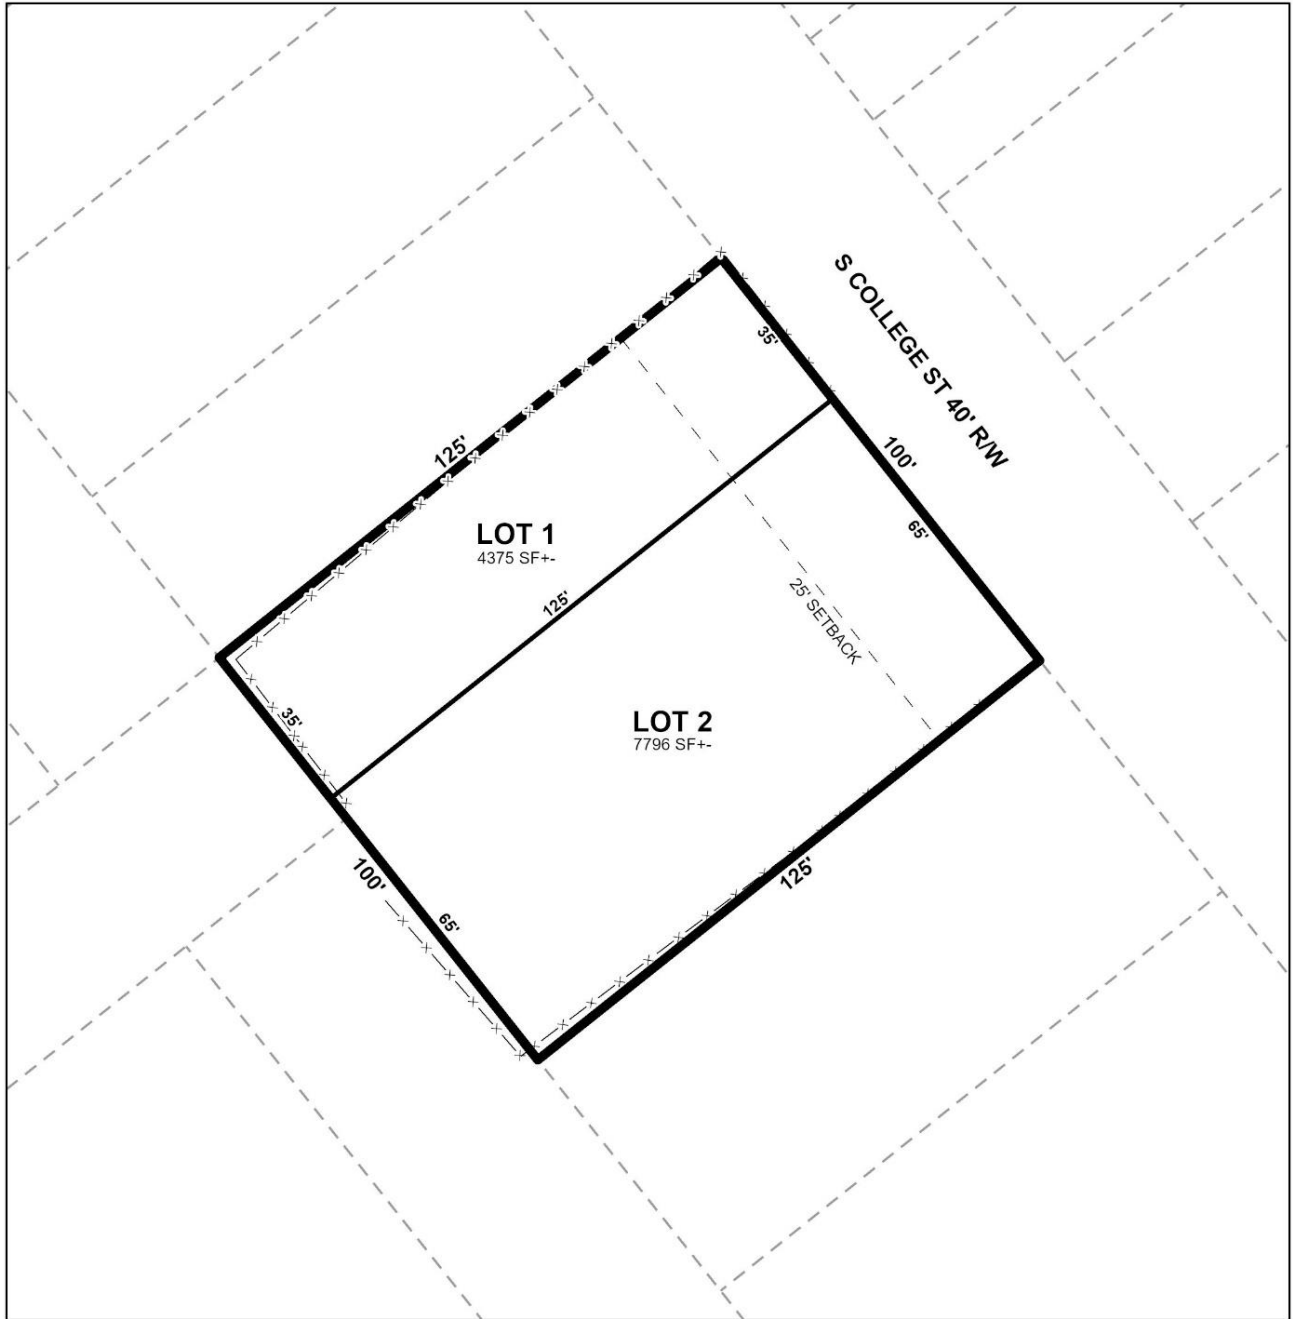 S COLLEGE ST 40' R/W
35'
125'
100'
LOT 1
4375 SF+-
65'
125'
25' SETBACK
35'
LOT 2
7796 SF+-
100'
125'
65'